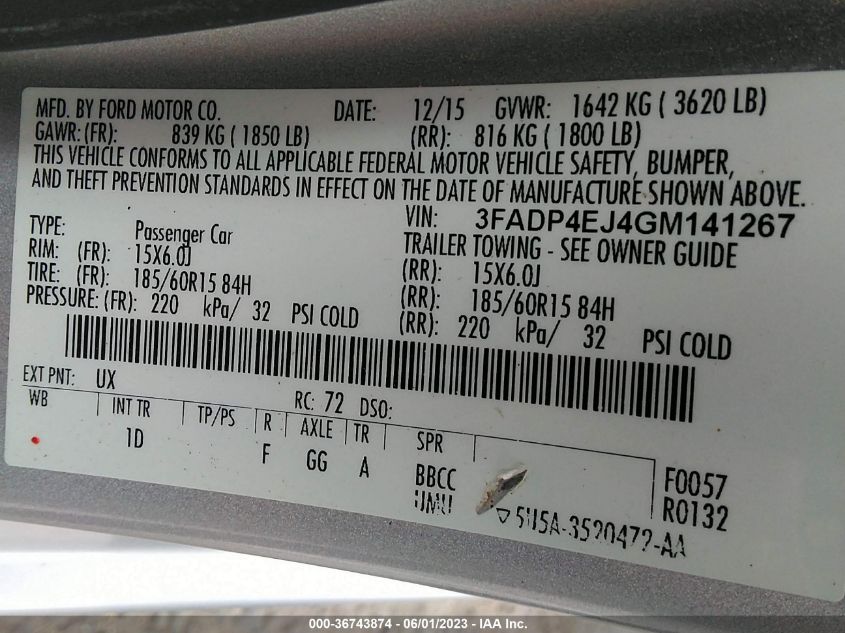 MFD. BY FORD MOTOR CO. DATE: 12/15 GVWR: 1642 KG ( 3620 LB)
GAWR: (FR): 839 KG ( 1850 LB) (RR): 816 KG ( 1800 LB)
THIS VEHICLE CONFORMS TO ALL APPLICABLE FEDERAL MOTOR VEHICLE SAFETY, BUMPER,
AND THEFT PREVENTION STANDARDS IN EFFECT ON THE DATE OF MANUFACTURE SHOWN ABOVE.
VIN: 3FADP4EJ4GM141267
TYPE: Passenger Car TRAILER TOWING - SEE OWNER GUIDE
RIM: (FR): 15X6.0J (RR): 15X6.0J
TIRE: (FR): 185/60R15 84H (RR): 185/60R15 84H
PRESSURE: (FR): 220 kPa/ 32 PSI COLD (RR): 220 kPa/ 32 PSI COLD
EXT PNT: UX RC: 72 DSO:
WB INT TR TP/PS R AXLE TR SPR
1D F GG A BBCC F0057
UMU R0132
000-36743874 06/01/2023 - IAA Inc.